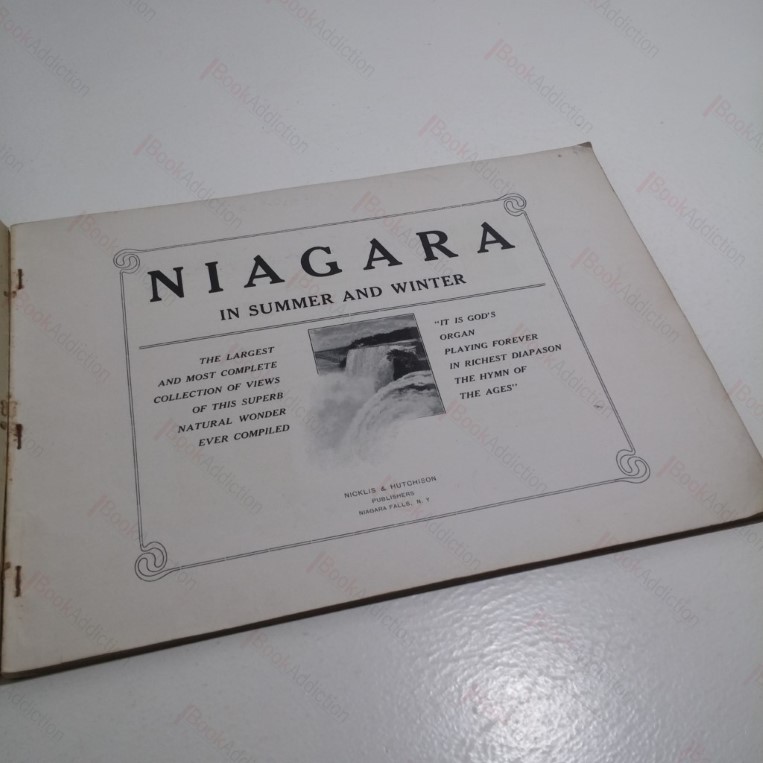 NIAGARA
IN SUMMER AND WINTER
THE LARGEST
AND MOST COMPLETE
COLLECTION OF VIEWS
OF THIS SUPERB
NATURAL WONDER
EVER COMPILED
"IT IS GOD'S
ORGAN
PLAYING FOREVER
IN RICHEST DIAPASON
THE HYMN OF
THE AGES"
NICKLIS & HUTCHISON
PUBLISHERS
NIAGARA FALLS, N. Y
BookAddiction